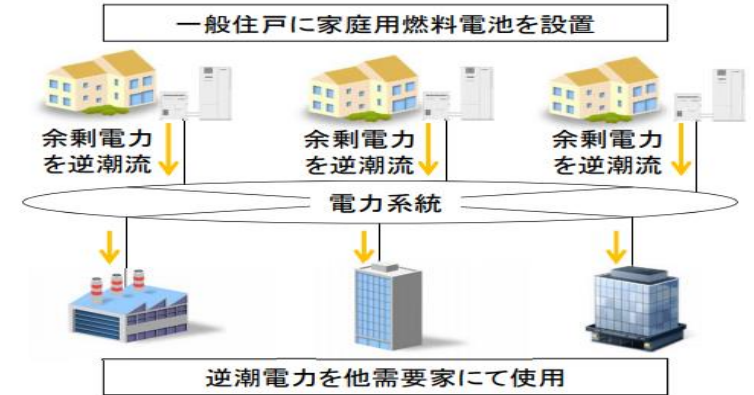 一般住戸に家庭用燃料電池を設置
余剰電力
を逆潮流
余剰電力
を逆潮流
余剰電力
を逆潮流
電力系統
逆潮電力を他需要家にて使用